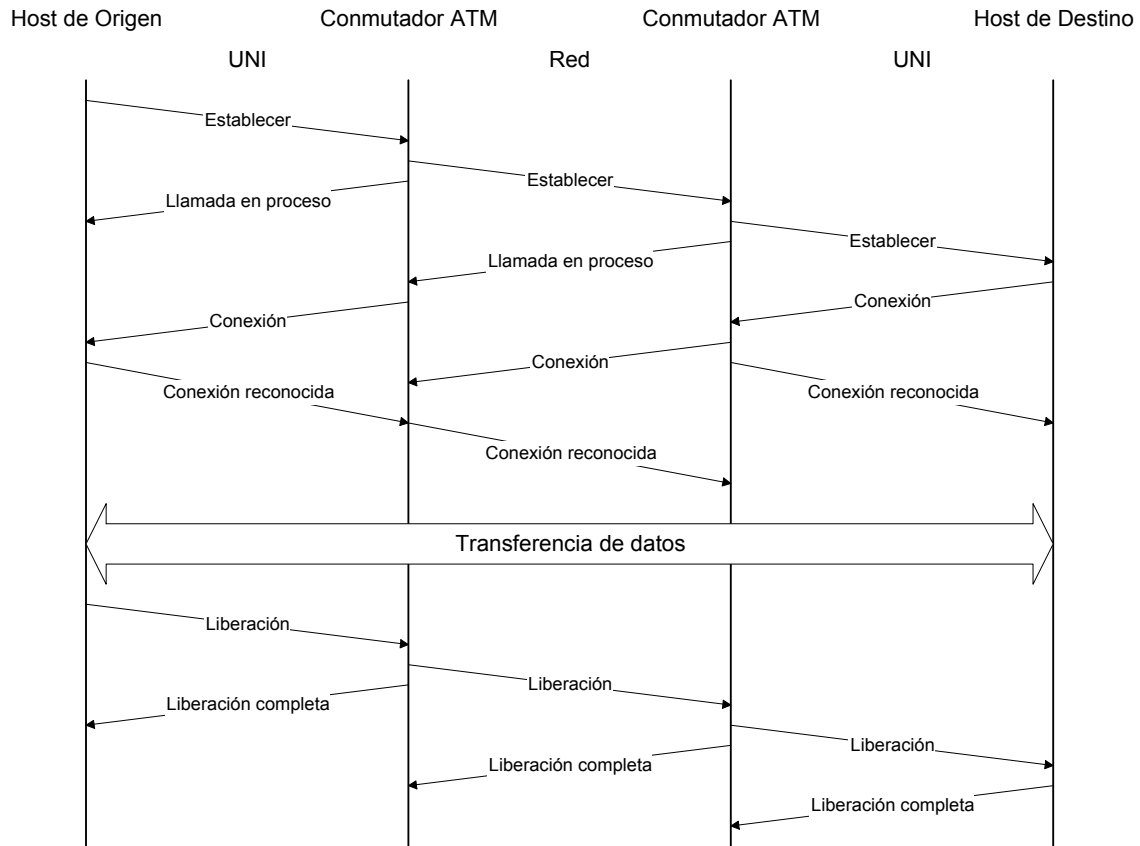 Host de Origen
Conmutador ATM
Conmutador ATM
Host de Destino
UNI
Red
UNI
Establecer
Establecer
Llamada en proceso
Establecer
Llamada en proceso
Conexión
Conexión
Conexión
Conexión reconocida
Conexión reconocida
Conexión reconocida
Transferencia de datos
Liberación
Liberación
Liberación completa
Liberación
Liberación completa
Liberación completa